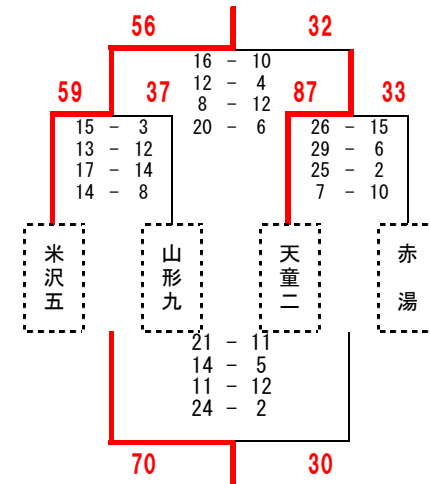 56 32
16 － 10
12 － 4
8 － 12
20 － 6
59 37
15 － 3
13 － 12
17 － 14
14 － 8
87 33
26 － 15
29 － 6
25 － 2
7 － 10
米沢五
山形九
天童二
赤湯
21 － 11
14 － 5
11 － 12
24 － 2
70 30